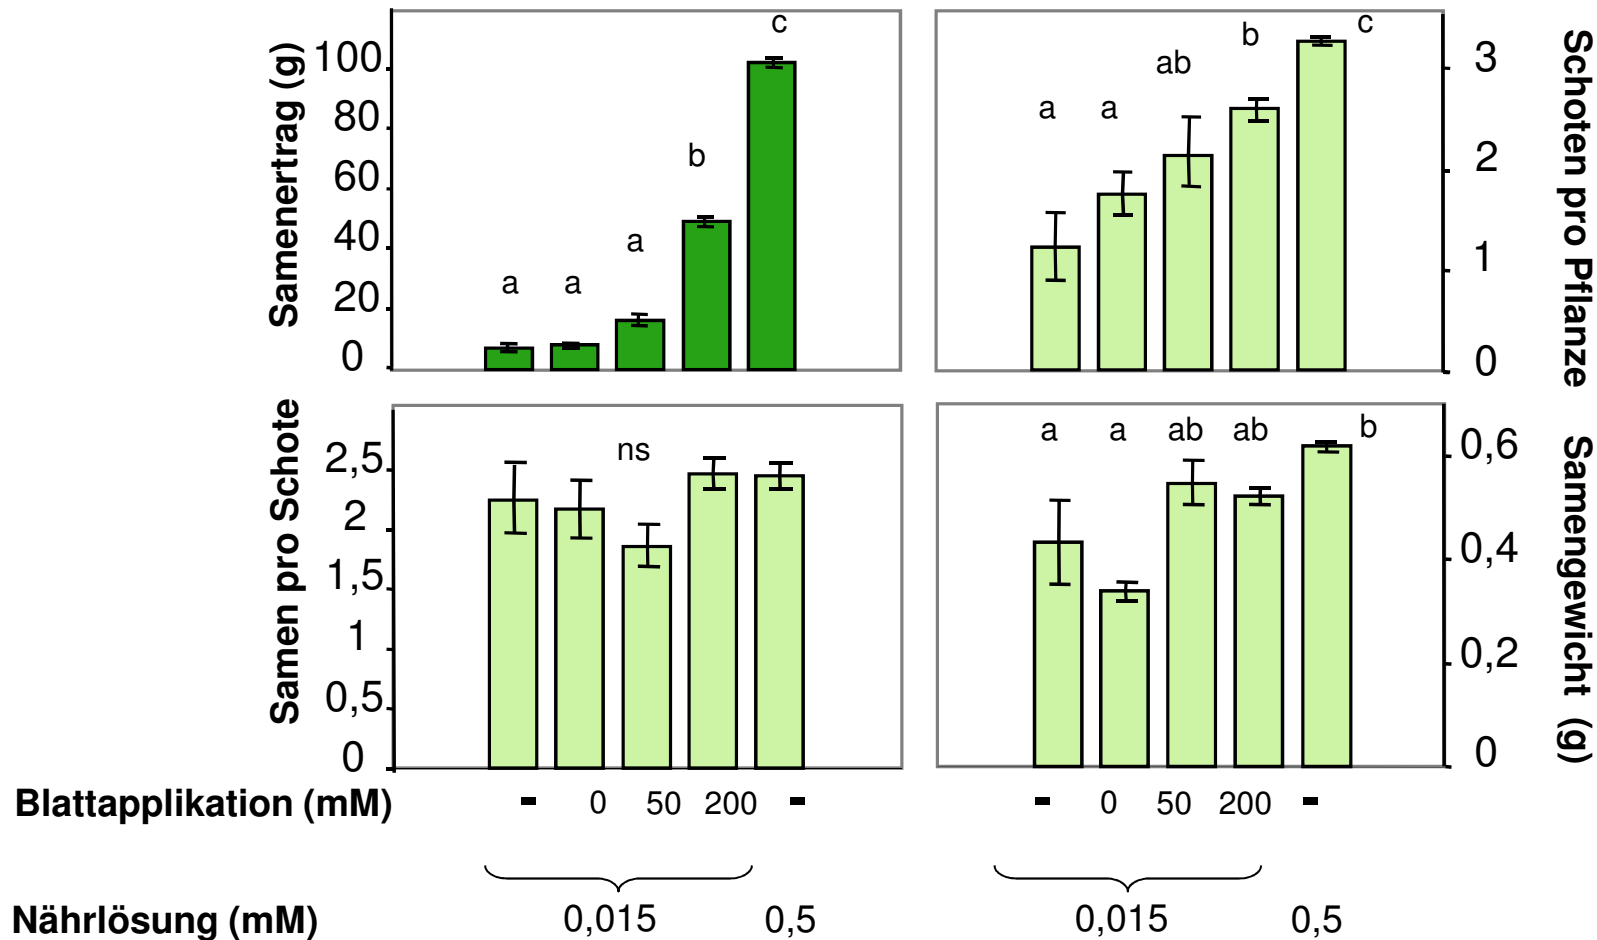 Samenertrag (g)
100
80
60
40
20
0
a
a
a
b
c
Schoten pro Pflanze
3
2
1
0
a
a
ab
b
c
Samen pro Schote
2,5
2
1,5
1
0,5
0
ns
Samengewicht (g)
0,6
0,4
0,2
0
a
a
ab
ab
b
Blattapplikation (mM) - 0 50 200 - - 0 50 200 -
Nährlösung (mM) 0,015 0,5 0,015 0,5